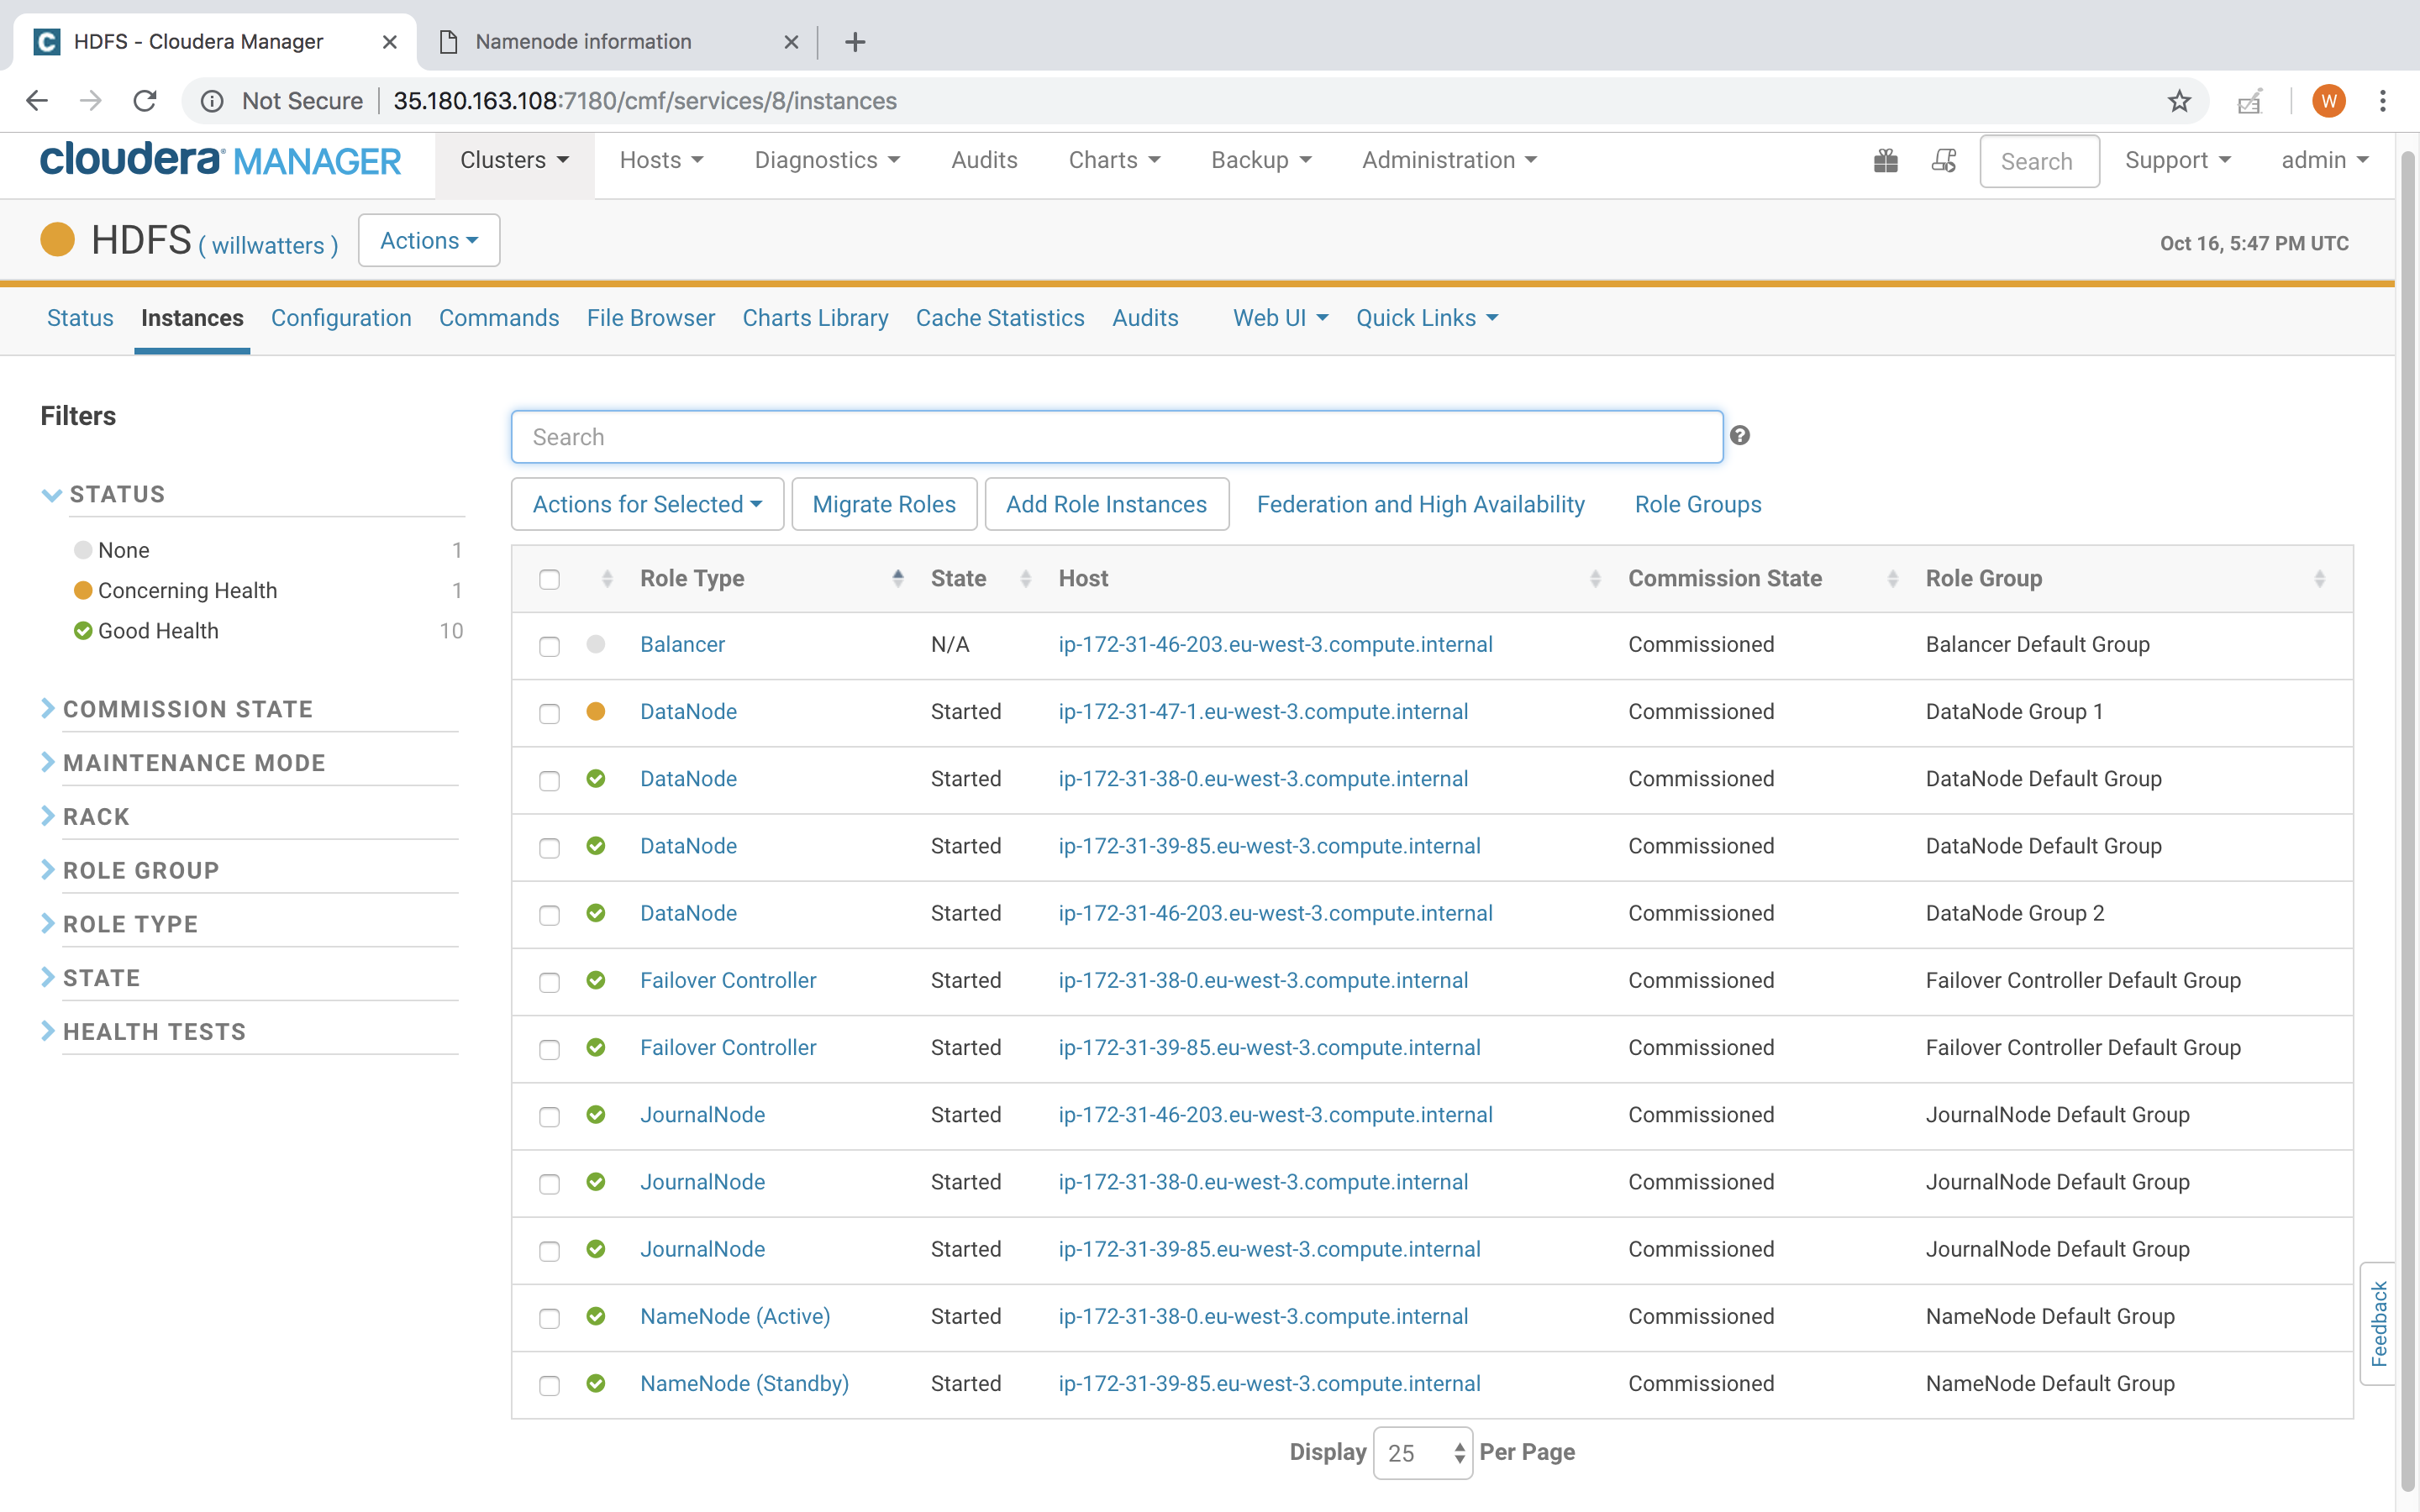 HDFS - Cloudera Manager
Namenode information
Not Secure 35.180.163.108:7180/cmf/services/8/instances
W
cloudera MANAGER
Clusters Hosts Diagnostics Audits Charts Backup Administration Search Support admin
HDFS ( willwatters ) Actions Oct 16, 5:47 PM UTC
Status Instances Configuration Commands File Browser Charts Library Cache Statistics Audits Web UI Quick Links
Filters
STATUS
None 1
Concerning Health 1
Good Health 10
COMMISSION STATE
MAINTENANCE MODE
RACK
ROLE GROUP
ROLE TYPE
STATE
HEALTH TESTS
Search
Actions for Selected Migrate Roles Add Role Instances Federation and High Availability Role Groups
Role Type State Host Commission State Role Group
Balancer N/A ip-172-31-46-203.eu-west-3.compute.internal Commissioned Balancer Default Group
DataNode Started ip-172-31-47-1.eu-west-3.compute.internal Commissioned DataNode Group 1
DataNode Started ip-172-31-38-0.eu-west-3.compute.internal Commissioned DataNode Default Group
DataNode Started ip-172-31-39-85.eu-west-3.compute.internal Commissioned DataNode Default Group
DataNode Started ip-172-31-46-203.eu-west-3.compute.internal Commissioned DataNode Group 2
Failover Controller Started ip-172-31-38-0.eu-west-3.compute.internal Commissioned Failover Controller Default Group
Failover Controller Started ip-172-31-39-85.eu-west-3.compute.internal Commissioned Failover Controller Default Group
JournalNode Started ip-172-31-46-203.eu-west-3.compute.internal Commissioned JournalNode Default Group
JournalNode Started ip-172-31-38-0.eu-west-3.compute.internal Commissioned JournalNode Default Group
JournalNode Started ip-172-31-39-85.eu-west-3.compute.internal Commissioned JournalNode Default Group
NameNode (Active) Started ip-172-31-38-0.eu-west-3.compute.internal Commissioned NameNode Default Group
NameNode (Standby) Started ip-172-31-39-85.eu-west-3.compute.internal Commissioned NameNode Default Group
Display 25 Per Page
Feedback